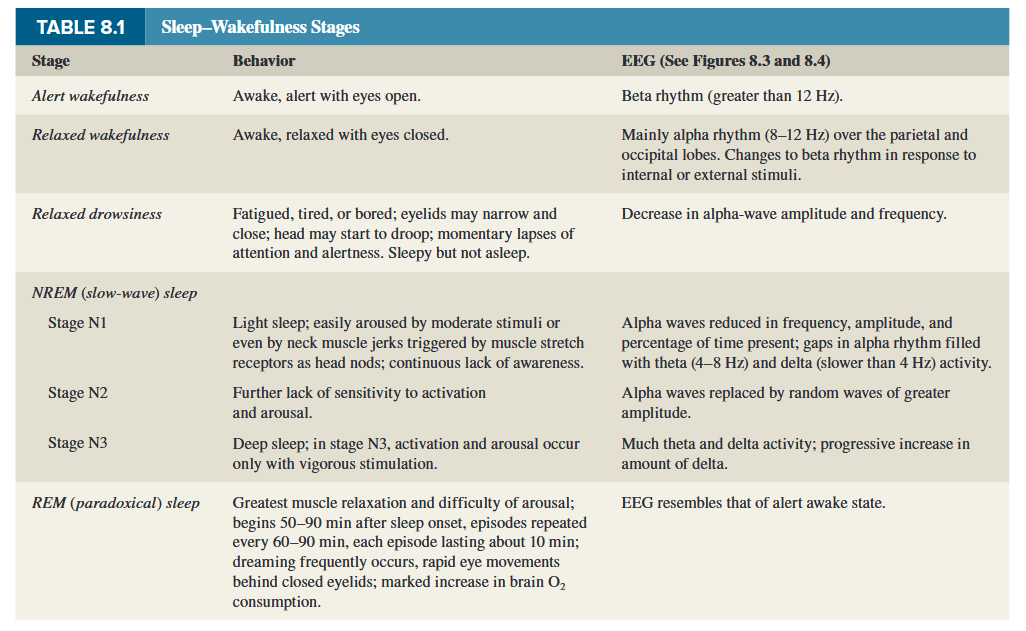 TABLE 8.1 Sleep–Wakefulness Stages
Stage Behavior EEG (See Figures 8.3 and 8.4)
Alert wakefulness Awake, alert with eyes open. Beta rhythm (greater than 12 Hz).
Relaxed wakefulness Awake, relaxed with eyes closed. Mainly alpha rhythm (8–12 Hz) over the parietal and
occipital lobes. Changes to beta rhythm in response to
internal or external stimuli.
Relaxed drowsiness Fatigued, tired, or bored; eyelids may narrow and Decrease in alpha-wave amplitude and frequency.
close; head may start to droop; momentary lapses of
attention and alertness. Sleepy but not asleep.
NREM (slow-wave) sleep
Stage N1 Light sleep; easily aroused by moderate stimuli or Alpha waves reduced in frequency, amplitude, and
even by neck muscle jerks triggered by muscle stretch percentage of time present; gaps in alpha rhythm filled
receptors as head nods; continuous lack of awareness. with theta (4–8 Hz) and delta (slower than 4 Hz) activity.
Stage N2 Further lack of sensitivity to activation Alpha waves replaced by random waves of greater
and arousal. amplitude.
Stage N3 Deep sleep; in stage N3, activation and arousal occur Much theta and delta activity; progressive increase in
only with vigorous stimulation. amount of delta.
REM (paradoxical) sleep Greatest muscle relaxation and difficulty of arousal; EEG resembles that of alert awake state.
begins 50–90 min after sleep onset, episodes repeated
every 60–90 min, each episode lasting about 10 min;
dreaming frequently occurs, rapid eye movements
behind closed eyelids; marked increase in brain O₂
consumption.